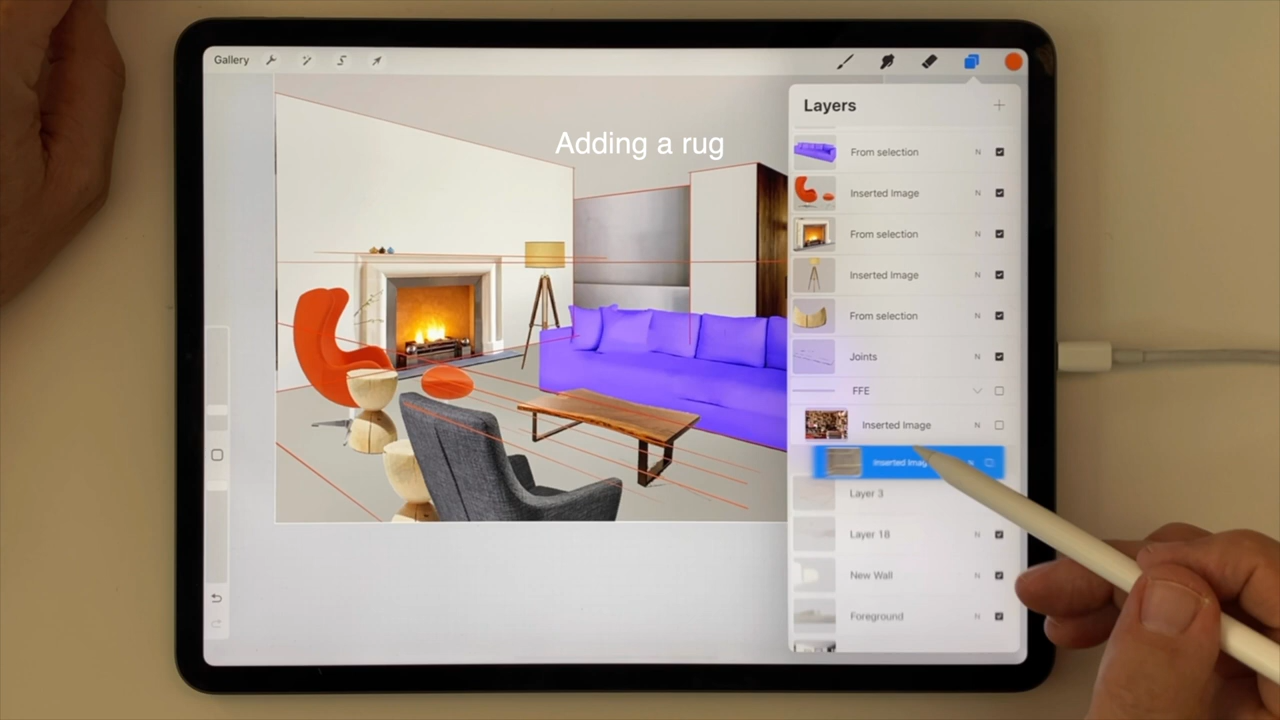 Gallery
Adding a rug
Layers
From selection N
Inserted Image N
From selection N
Inserted Image N
From selection N
Joints N
FFE
Inserted Image N
Inserted N
Layer 3
Layer 18 N
New Wall N
Foreground N